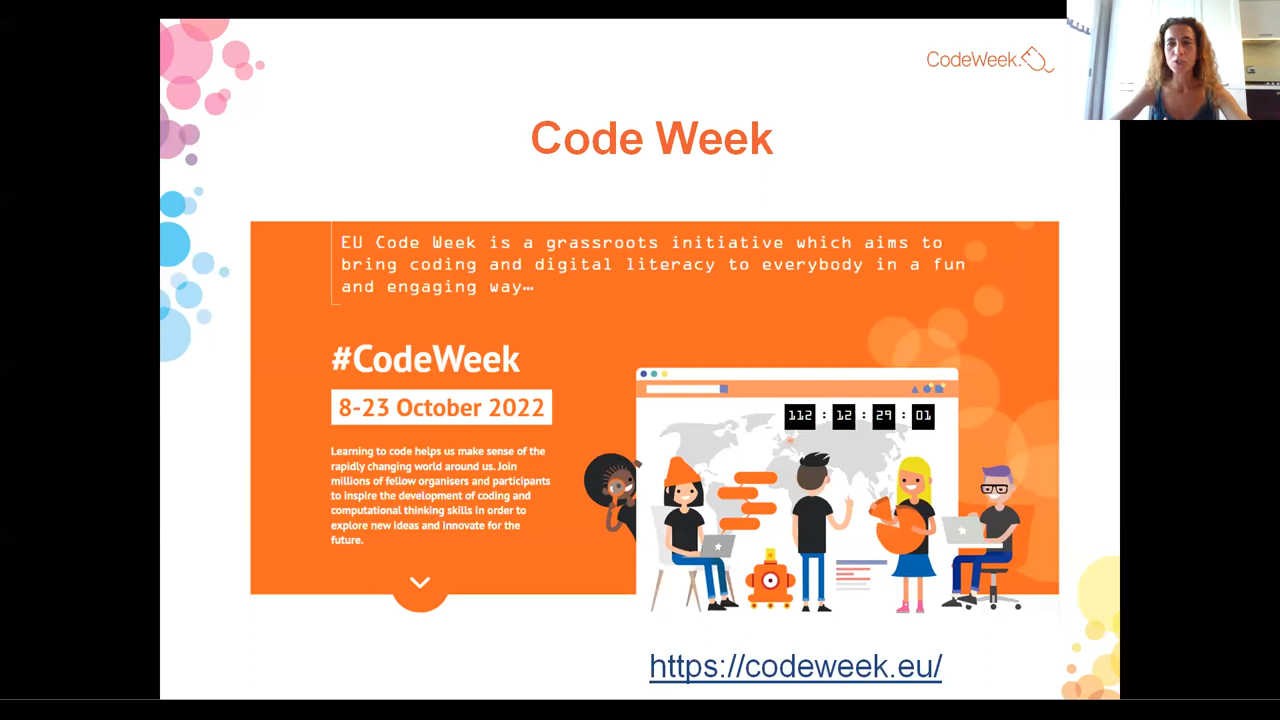 CodeWeek.
Code Week
EU Code Week is a grassroots initiative which aims to
bring coding and digital literacy to everybody in a fun
and engaging way…
#CodeWeek
8-23 October 2022
112 : 12 : 29 : 01
Learning to code helps us make sense of the
rapidly changing world around us. Join
millions of fellow organisers and participants
to inspire the development of coding and
computational thinking skills in order to
explore new ideas and innovate for the
future.
https://codeweek.eu/